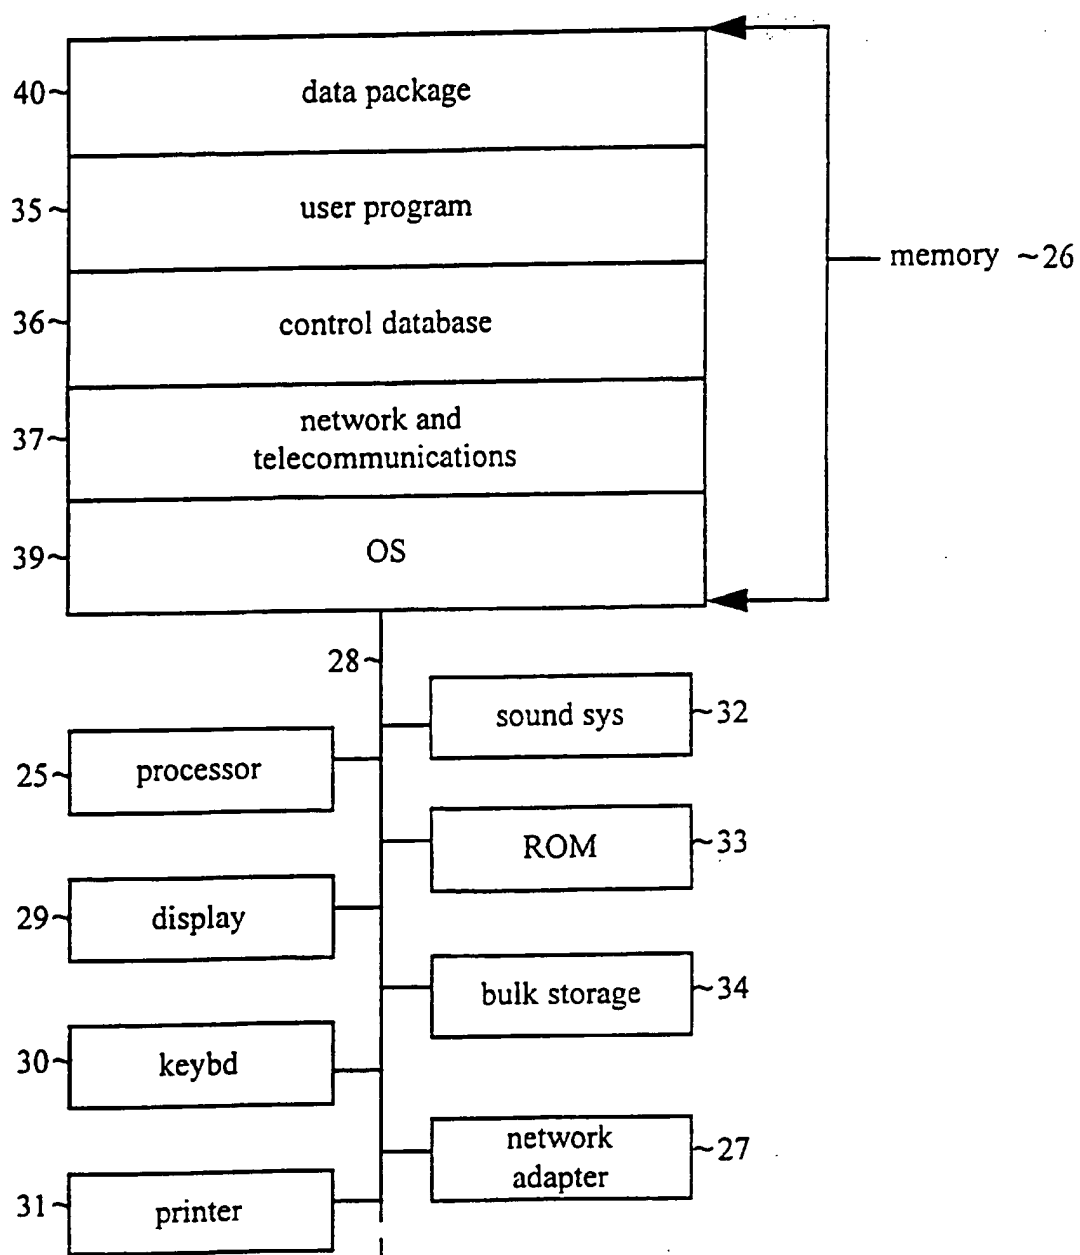 40~ data package
35~ user program
memory ~26
36~ control database
37~ network and
telecommunications
39~ OS
28~
sound sys ~32
25~ processor
ROM ~33
29~ display
bulk storage ~34
30~ keybd
network
adapter ~27
31~ printer